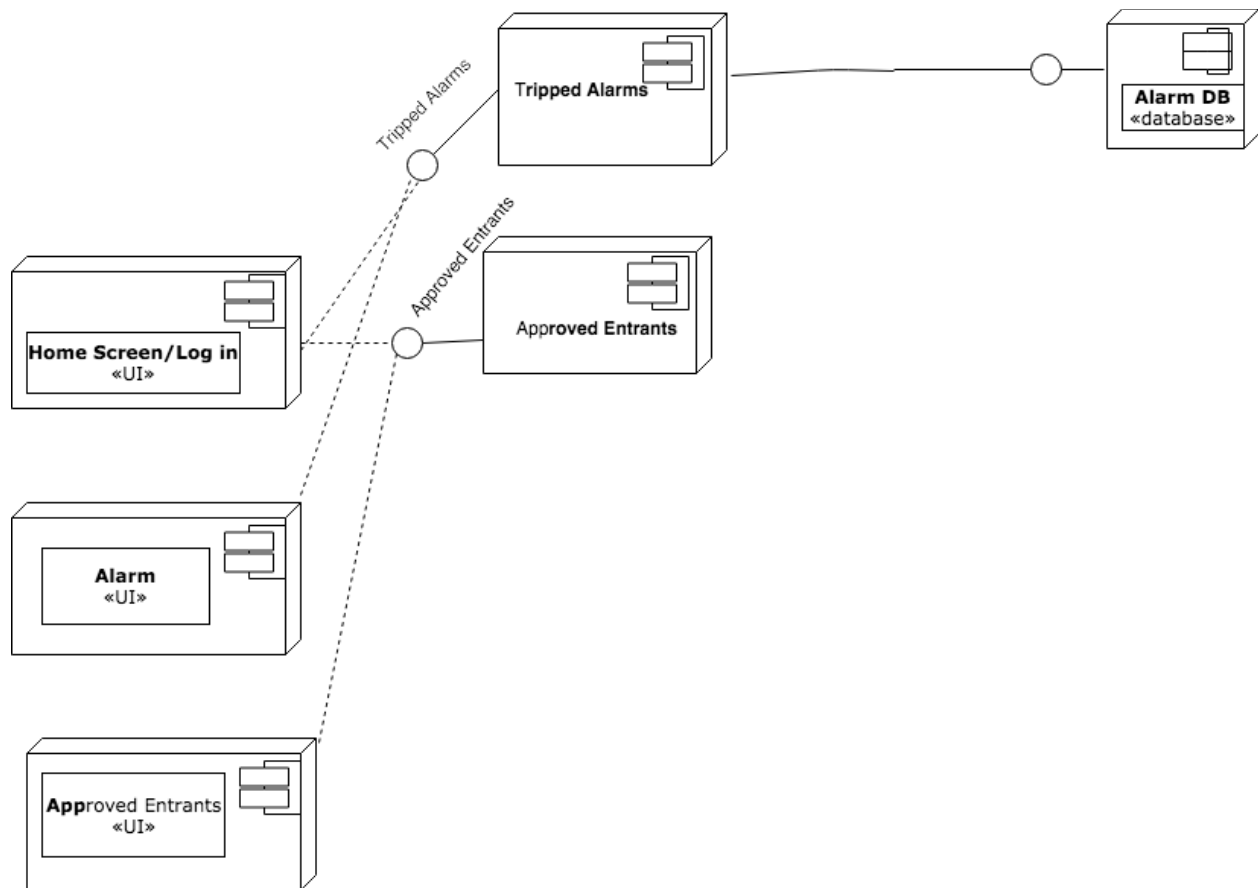 Tripped Alarms
Tripped Alarms
Alarm DB
«database»
Approved Entrants
Approved Entrants
Home Screen/Log in
«UI»
Alarm
«UI»
Approved Entrants
«UI»